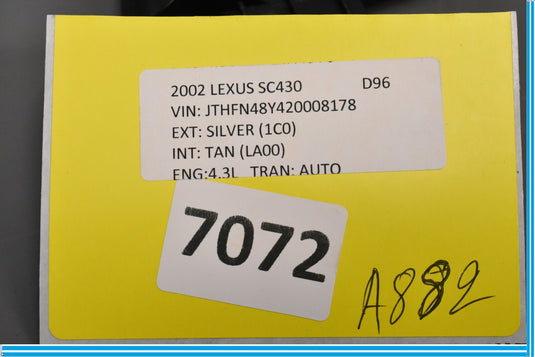 2002 LEXUS SC430 D96
VIN: JTHFN48Y420008178
EXT: SILVER (1C0)
INT: TAN (LA00)
ENG:4.3L TRAN: AUTO
7072
A882